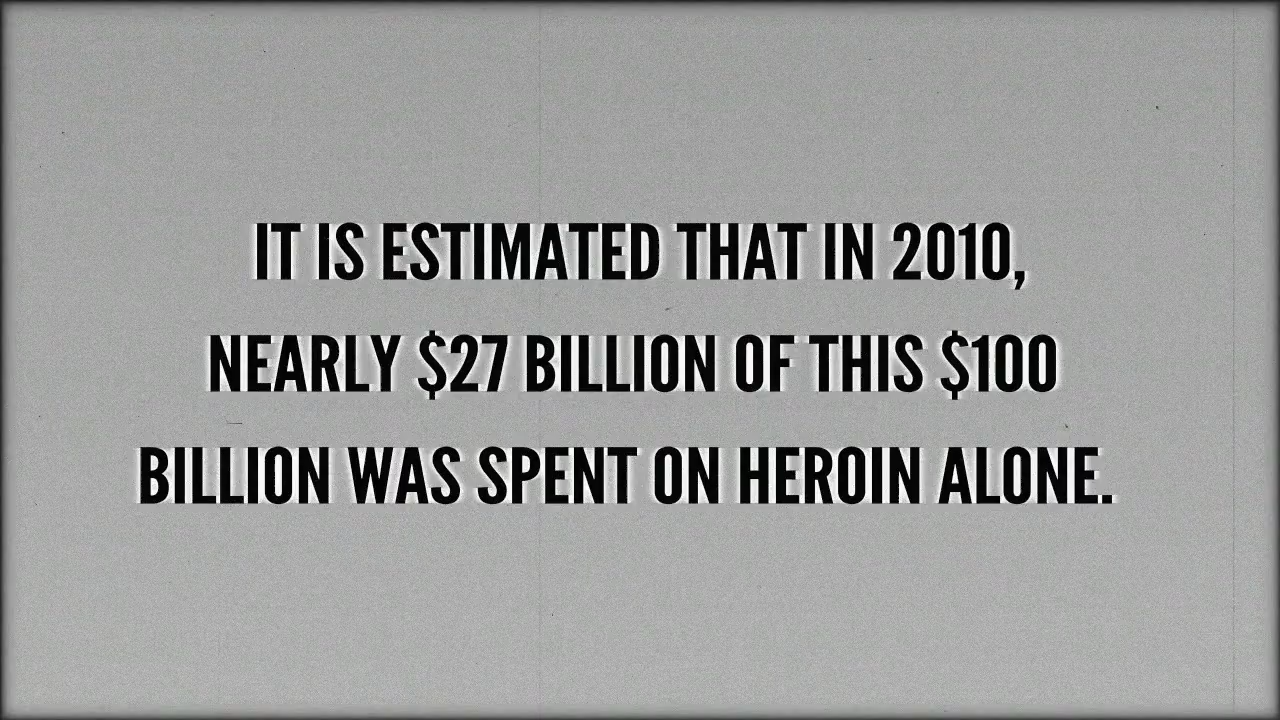 IT IS ESTIMATED THAT IN 2010,
NEARLY $27 BILLION OF THIS $100
BILLION WAS SPENT ON HEROIN ALONE.